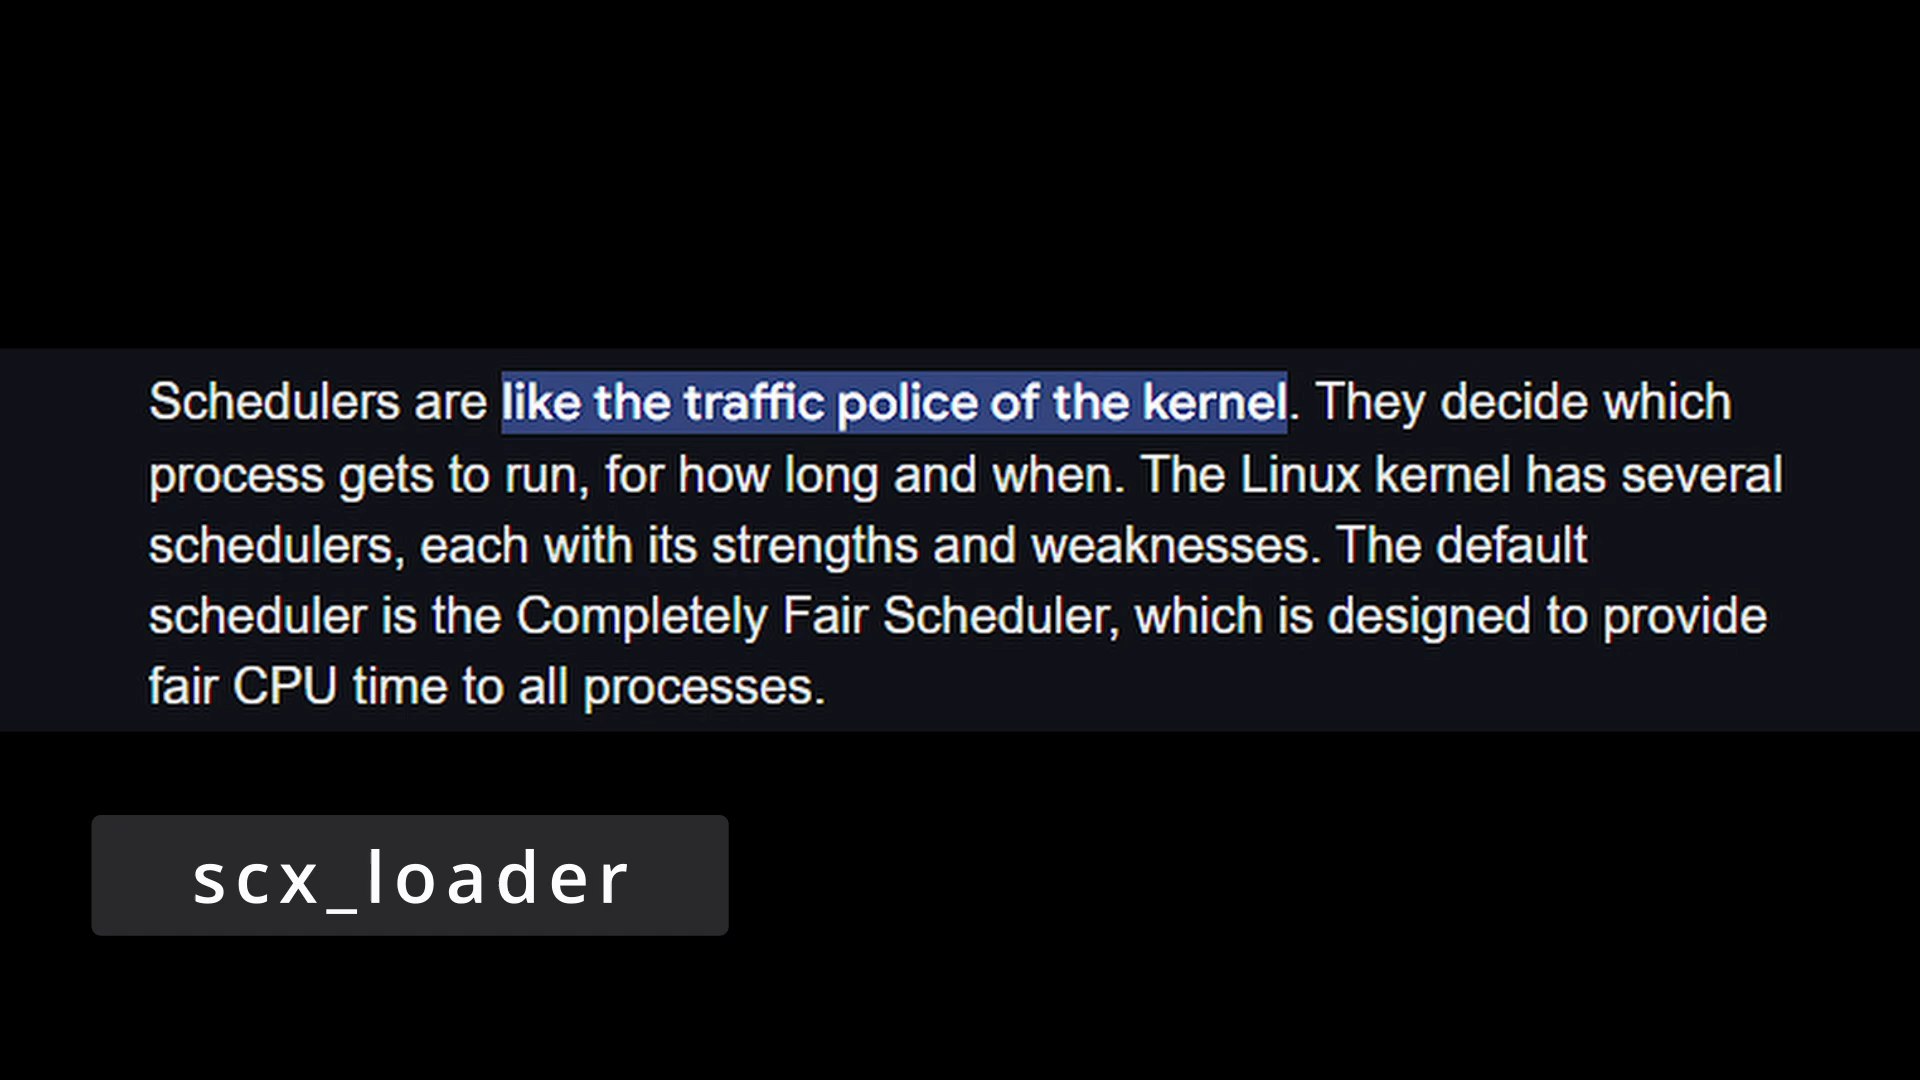 Schedulers are like the traffic police of the kernel. They decide which
process gets to run, for how long and when. The Linux kernel has several
schedulers, each with its strengths and weaknesses. The default
scheduler is the Completely Fair Scheduler, which is designed to provide
fair CPU time to all processes.
scx_loader